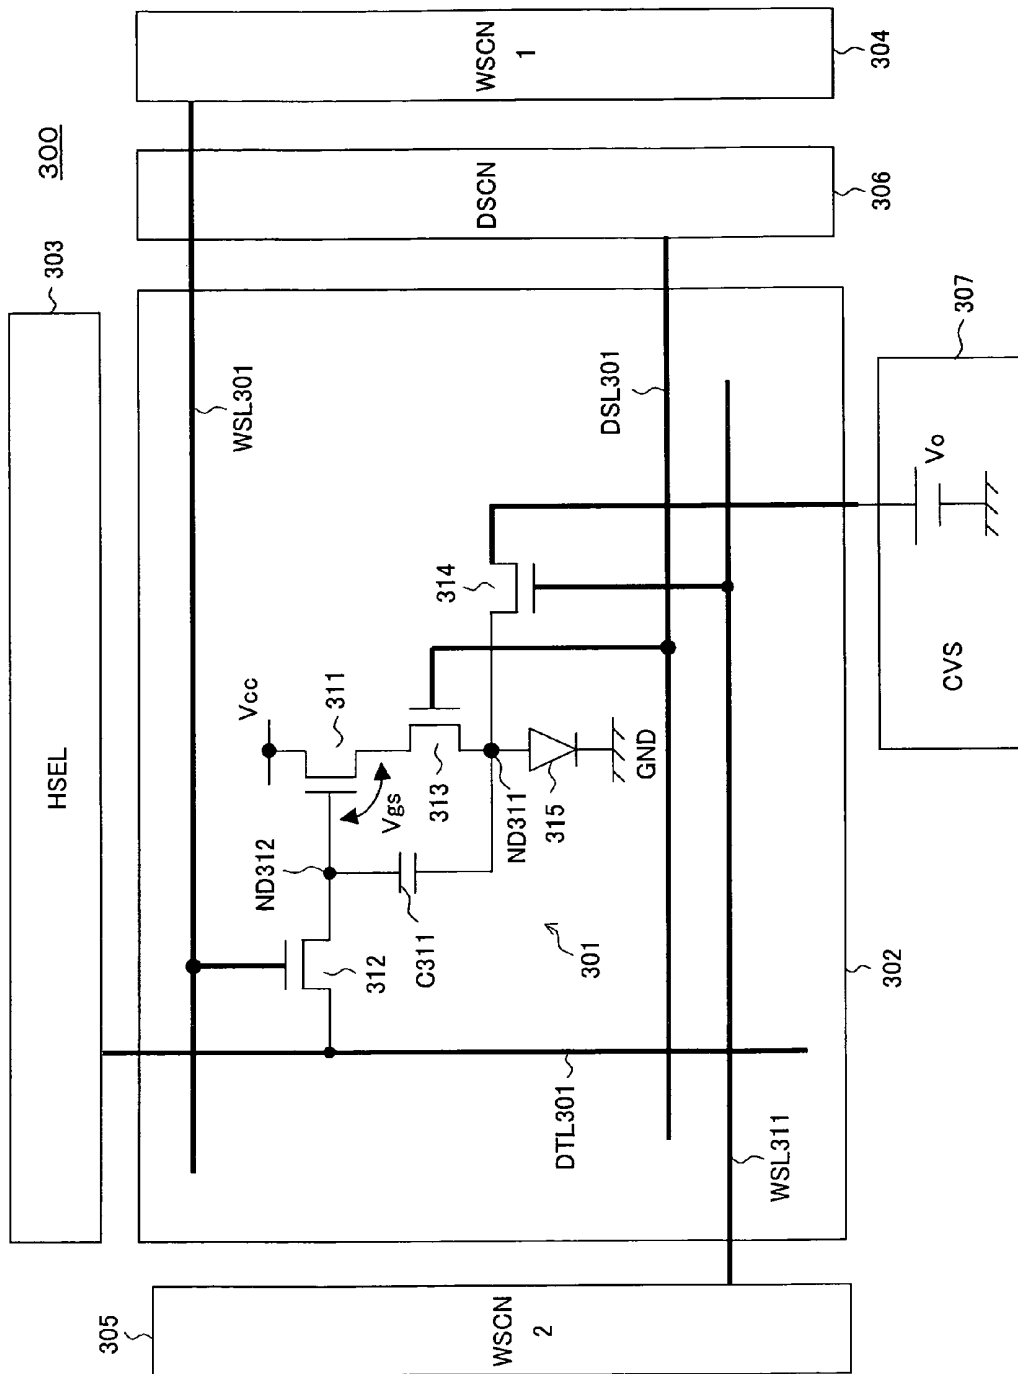 300
HSEL
303
WSCN
1
304
DSCN
306
WSCN
2
305
WSL301
DSL301
WSL311
DTL301
Vcc
311
Vgs
ND312
312
C311
313
ND311
314
315
GND
301
302
307
Vo
CVS